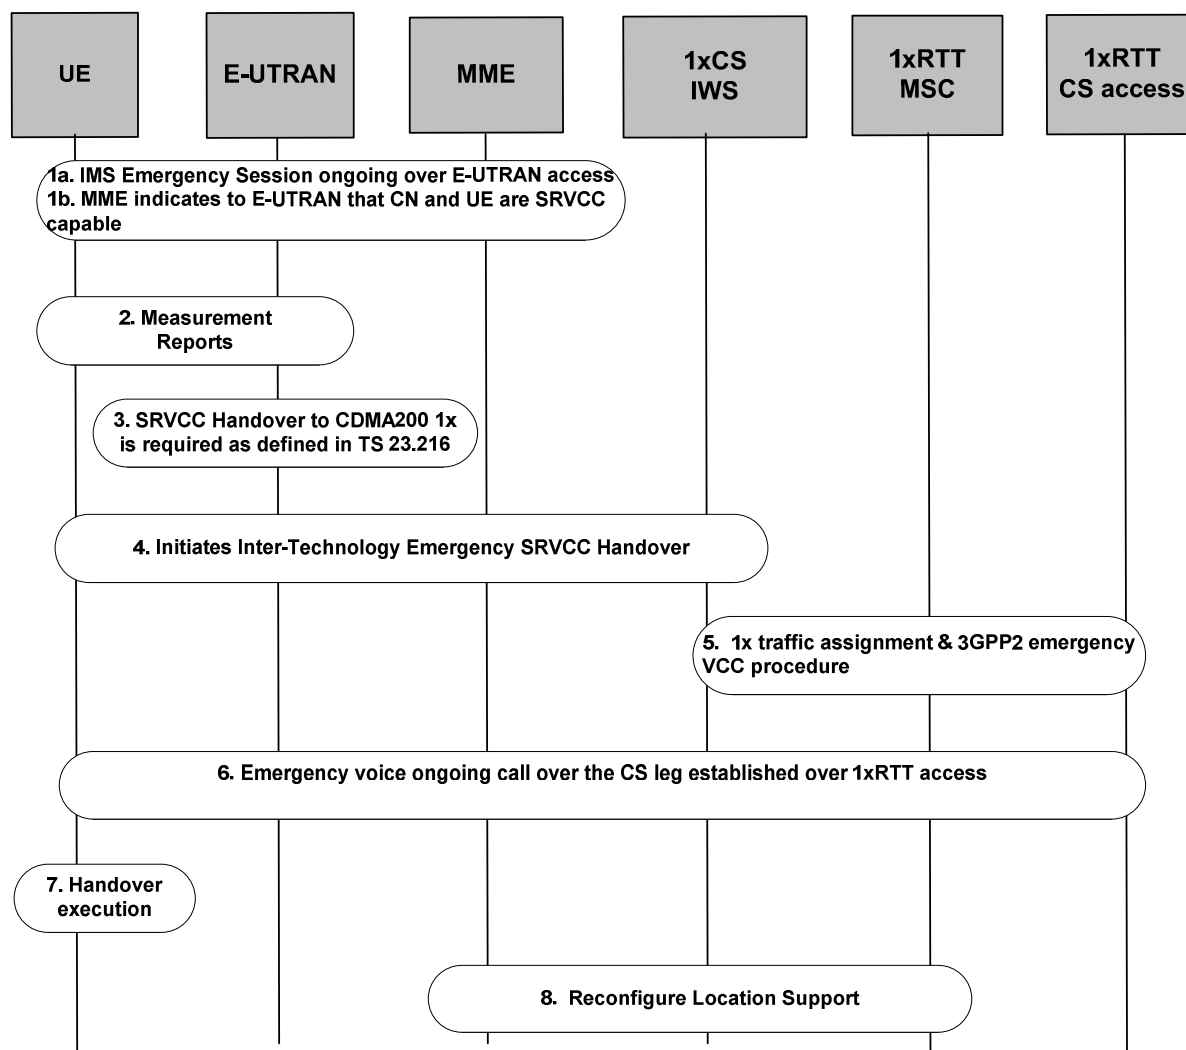 UE
E-UTRAN
MME
1xCS
IWS
1xRTT
MSC
1xRTT
CS access
1a. IMS Emergency Session ongoing over E-UTRAN access
1b. MME indicates to E-UTRAN that CN and UE are SRVCC
capable
2. Measurement
Reports
3. SRVCC Handover to CDMA200 1x
is required as defined in TS 23.216
4. Initiates Inter-Technology Emergency SRVCC Handover
5. 1x traffic assignment & 3GPP2 emergency
VCC procedure
6. Emergency voice ongoing call over the CS leg established over 1xRTT access
7. Handover
execution
8. Reconfigure Location Support